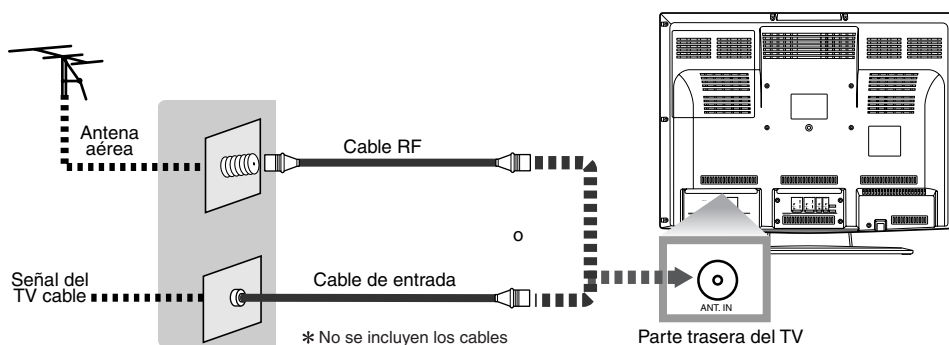 Antena
aérea
Cable RF
o
Señal del
TV cable
Cable de entrada
* No se incluyen los cables
ANT. IN
Parte trasera del TV